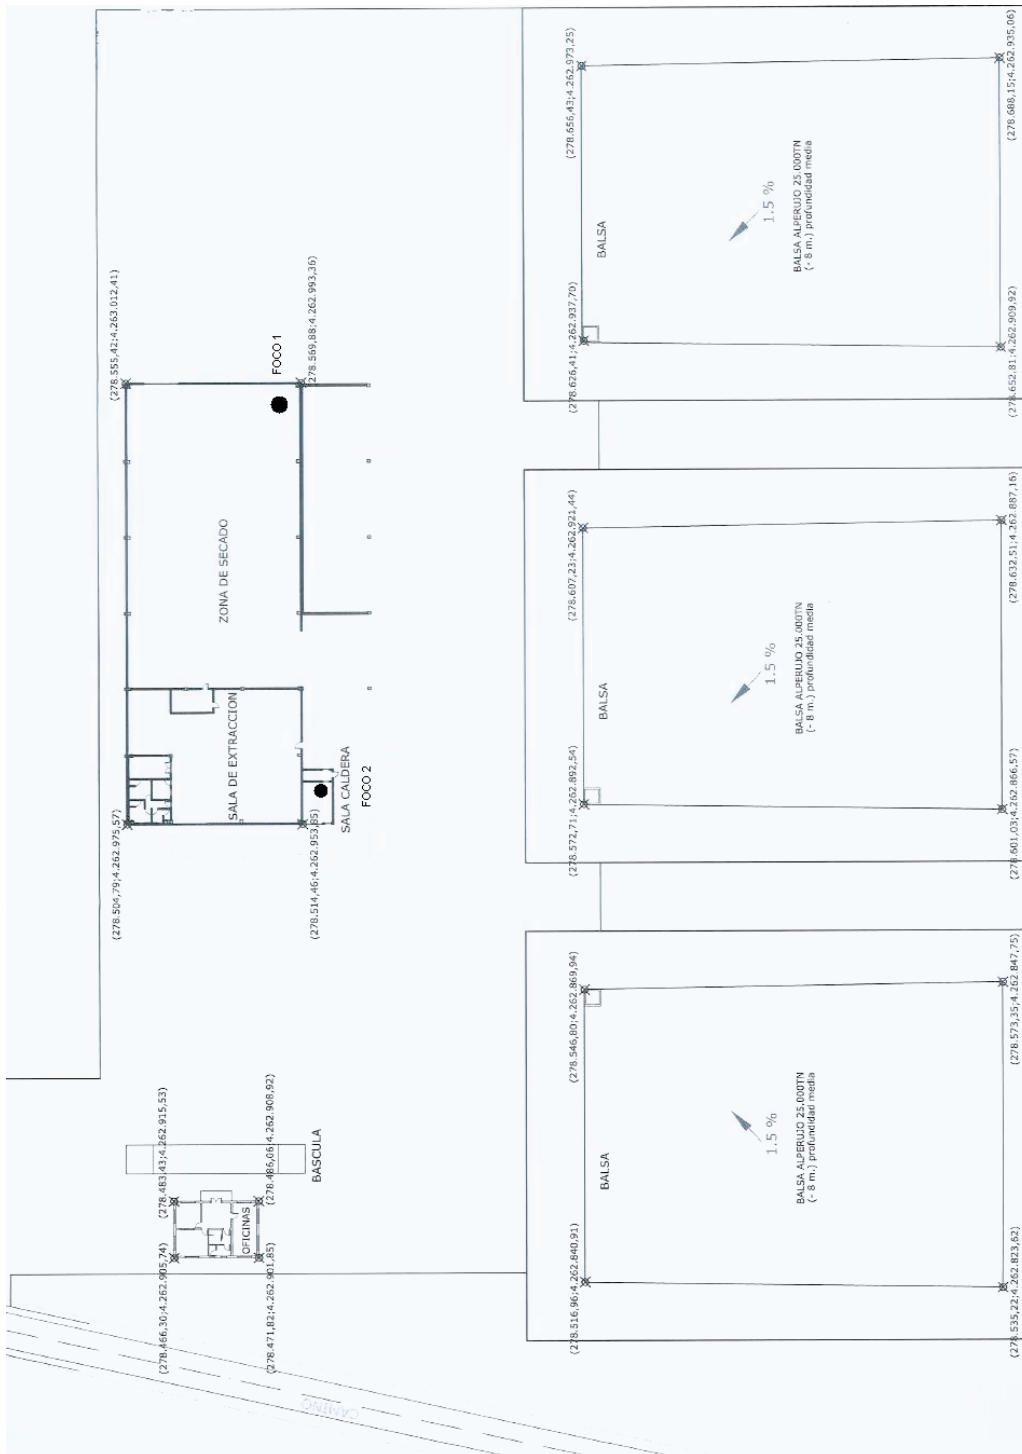 (278.656,43;4.262.973,25)
(278.688,15;4.262.935,06)
BALSA
1.5 %
BALSA ALPERUJO 25.000TN
(- 8 m.) profundidad media
(278.626,41;4.262.937,70)
(278.652,81;4.262.909,92)
(278.555,42;4.263.012,41)
(278.569,88;4.262.993,36)
FOCO 1
ZONA DE SECADO
SALA DE EXTRACCION
SALA CALDERA
FOCO 2
(278.504,79;4.262.975,57)
(278.514,46;4.262.953,85)
(278.607,23;4.262.921,44)
(278.632,51;4.262.887,16)
BALSA
1.5 %
BALSA ALPERUJO 25.000TN
(- 8 m.) profundidad media
(278.572,71;4.262.892,54)
(278.601,03;4.262.866,57)
(278.546,80;4.262.869,94)
(278.573,35;4.262.847,75)
BALSA
1.5 %
BALSA ALPERUJO 25.000TN
(- 8 m.) profundidad media
(278.516,96;4.262.840,91)
(278.535,22;4.262.823,62)
(278.483,43;4.262.915,53)
(278.486,06;4.262.908,92)
BASCULA
OFICINAS
(278.466,30;4.262.905,74)
(278.471,82;4.262.901,85)
CAMINO